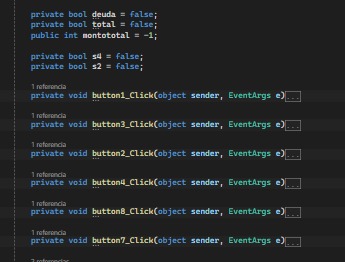 private bool deuda = false;
private bool total = false;
public int montototal = -1;
private bool s4 = false;
private bool s2 = false;
1 referencia
private void button1_Click(object sender, EventArgs e)...
1 referencia
private void button3_Click(object sender, EventArgs e)...
1 referencia
private void button2_Click(object sender, EventArgs e)...
1 referencia
private void button4_Click(object sender, EventArgs e)...
1 referencia
private void button8_Click(object sender, EventArgs e)...
1 referencia
private void button7_Click(object sender, EventArgs e)...
2 referencias